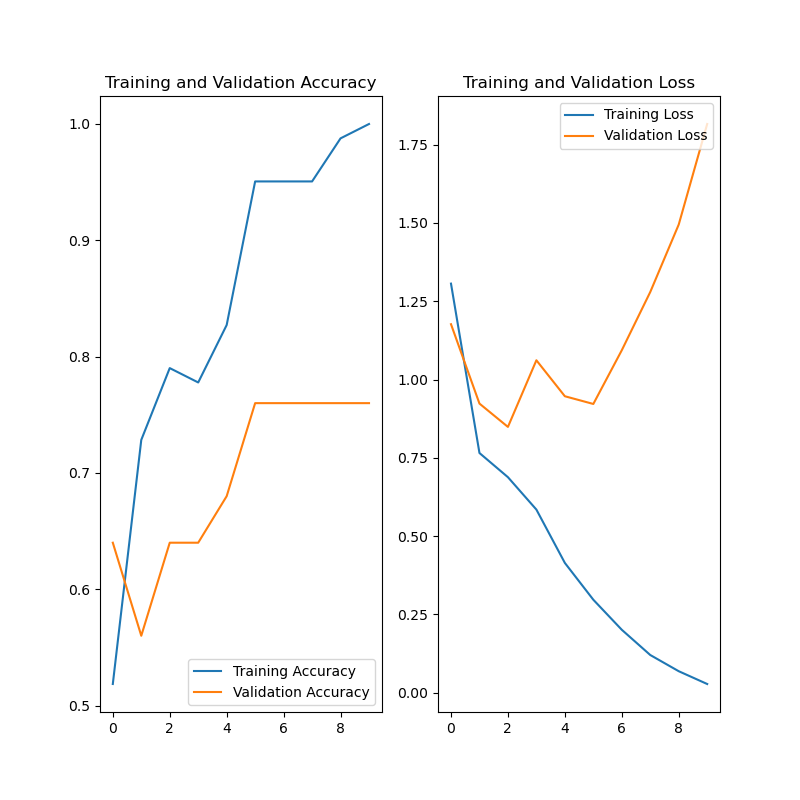 Training and Validation Accuracy
1.0
0.9
0.8
0.7
0.6
0.5
0 2 4 6 8
Training Accuracy
Validation Accuracy
Training and Validation Loss
1.75
1.50
1.25
1.00
0.75
0.50
0.25
0.00
0 2 4 6 8
Training Loss
Validation Loss